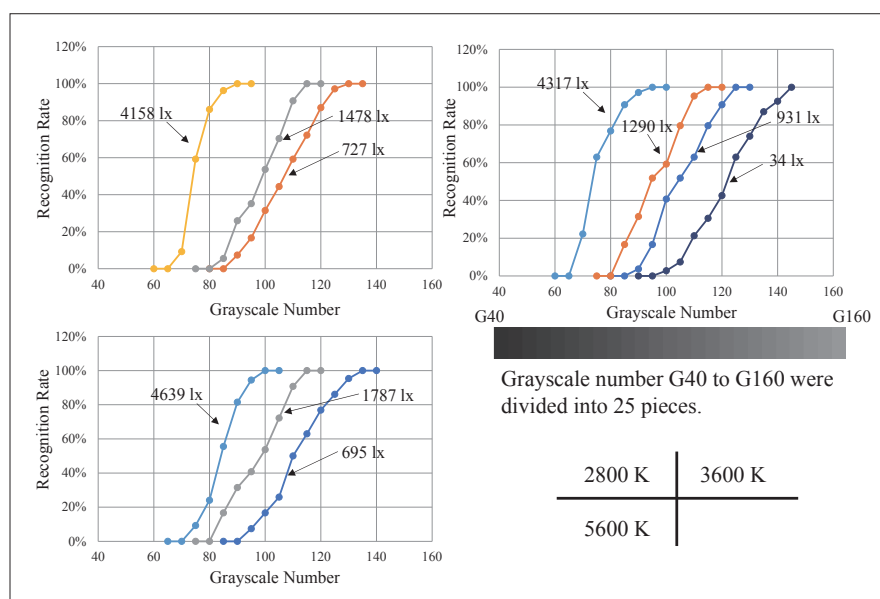 120%
100%
80%
60%
40%
20%
0%
40 60 80 100 120 140 160
Recognition Rate
Grayscale Number
4158 lx
1478 lx
727 lx
120%
100%
80%
60%
40%
20%
0%
40 60 80 100 120 140 160
Recognition Rate
Grayscale Number
4317 lx
1290 lx
931 lx
34 lx
G40 G160
Grayscale number G40 to G160 were
divided into 25 pieces.
120%
100%
80%
60%
40%
20%
0%
40 60 80 100 120 140 160
Recognition Rate
Grayscale Number
4639 lx
1787 lx
695 lx
2800 K 3600 K
5600 K